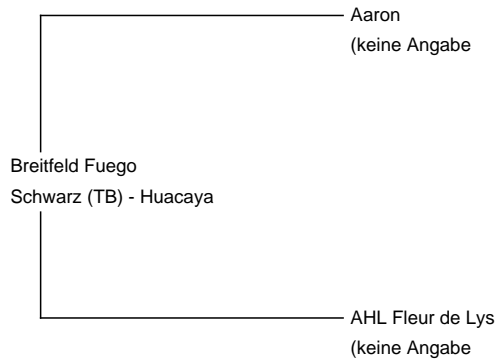 Aaron
(keine Angabe
Breitfeld Fuego
Schwarz (TB) - Huacaya
AHL Fleur de Lys
(keine Angabe